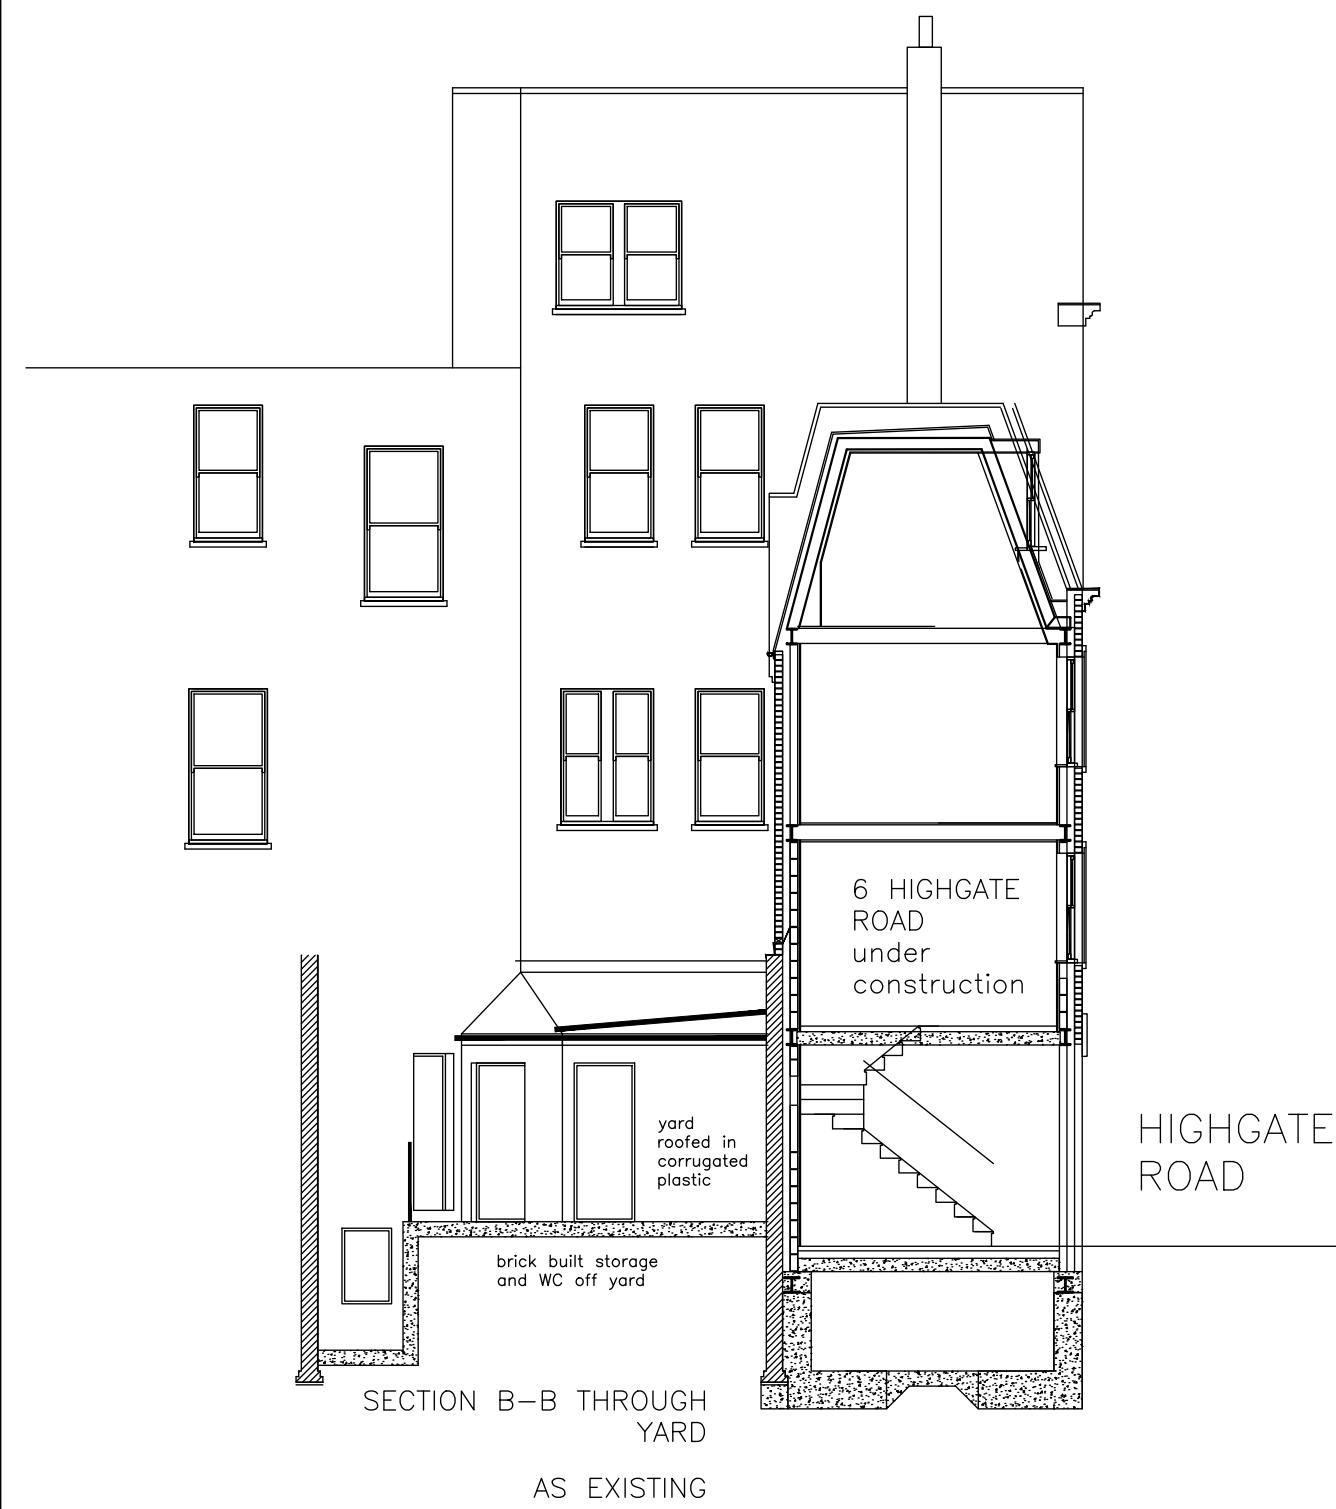 6 HIGHGATE
ROAD
under
construction
HIGHGATE
ROAD
yard
roofed in
corrugated
plastic
brick built storage
and WC off yard
SECTION B-B THROUGH
YARD
AS EXISTING